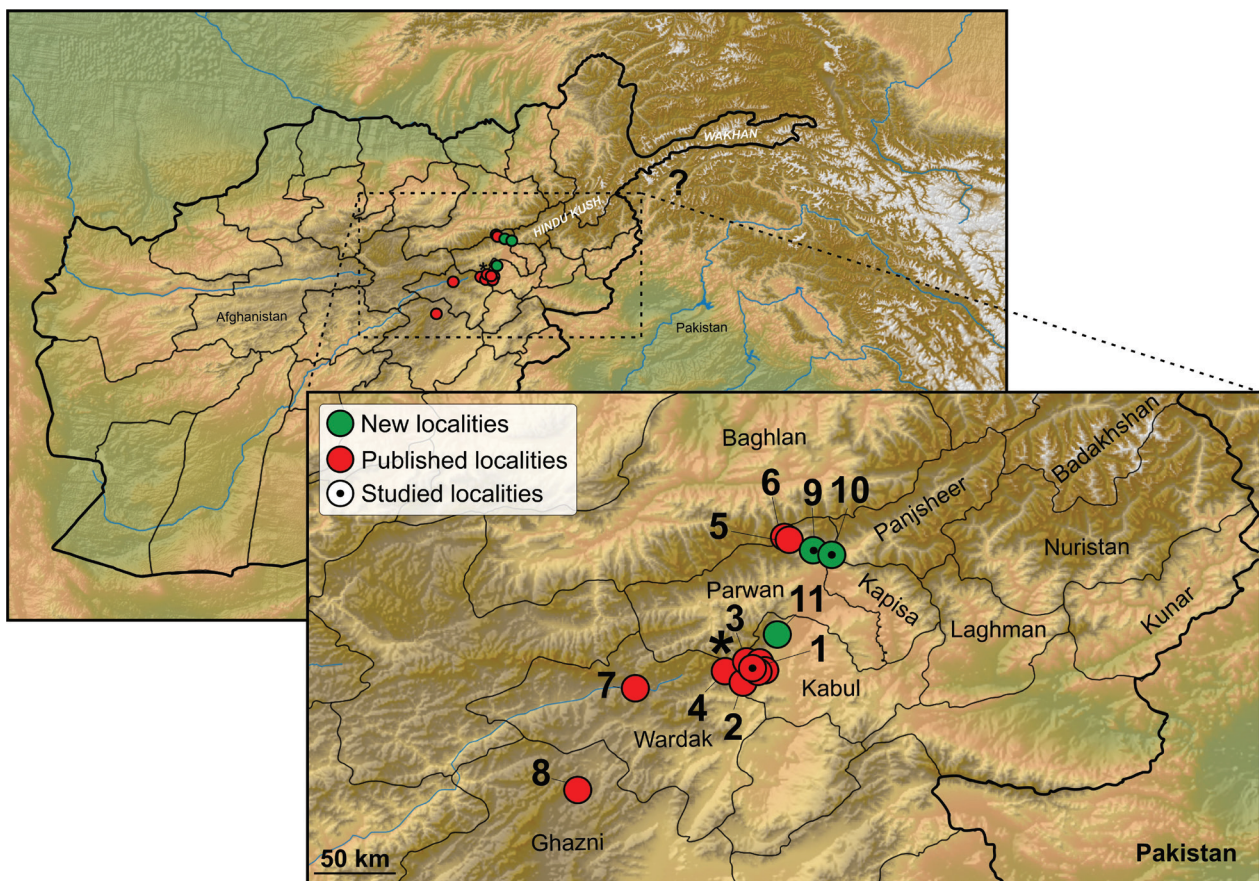 WAKHAN
?
HINDU KUSH
*
Afghanistan
Pakistan
New localities
Published localities
Studied localities
Baghlan
Badakhshan
6
9
10
5
Panjsheer
Nuristan
Parwan
11
Kapisa
Kunar
3
Laghman
*
1
7
4
2
Kabul
Wardak
8
Ghazni
50 km
Pakistan